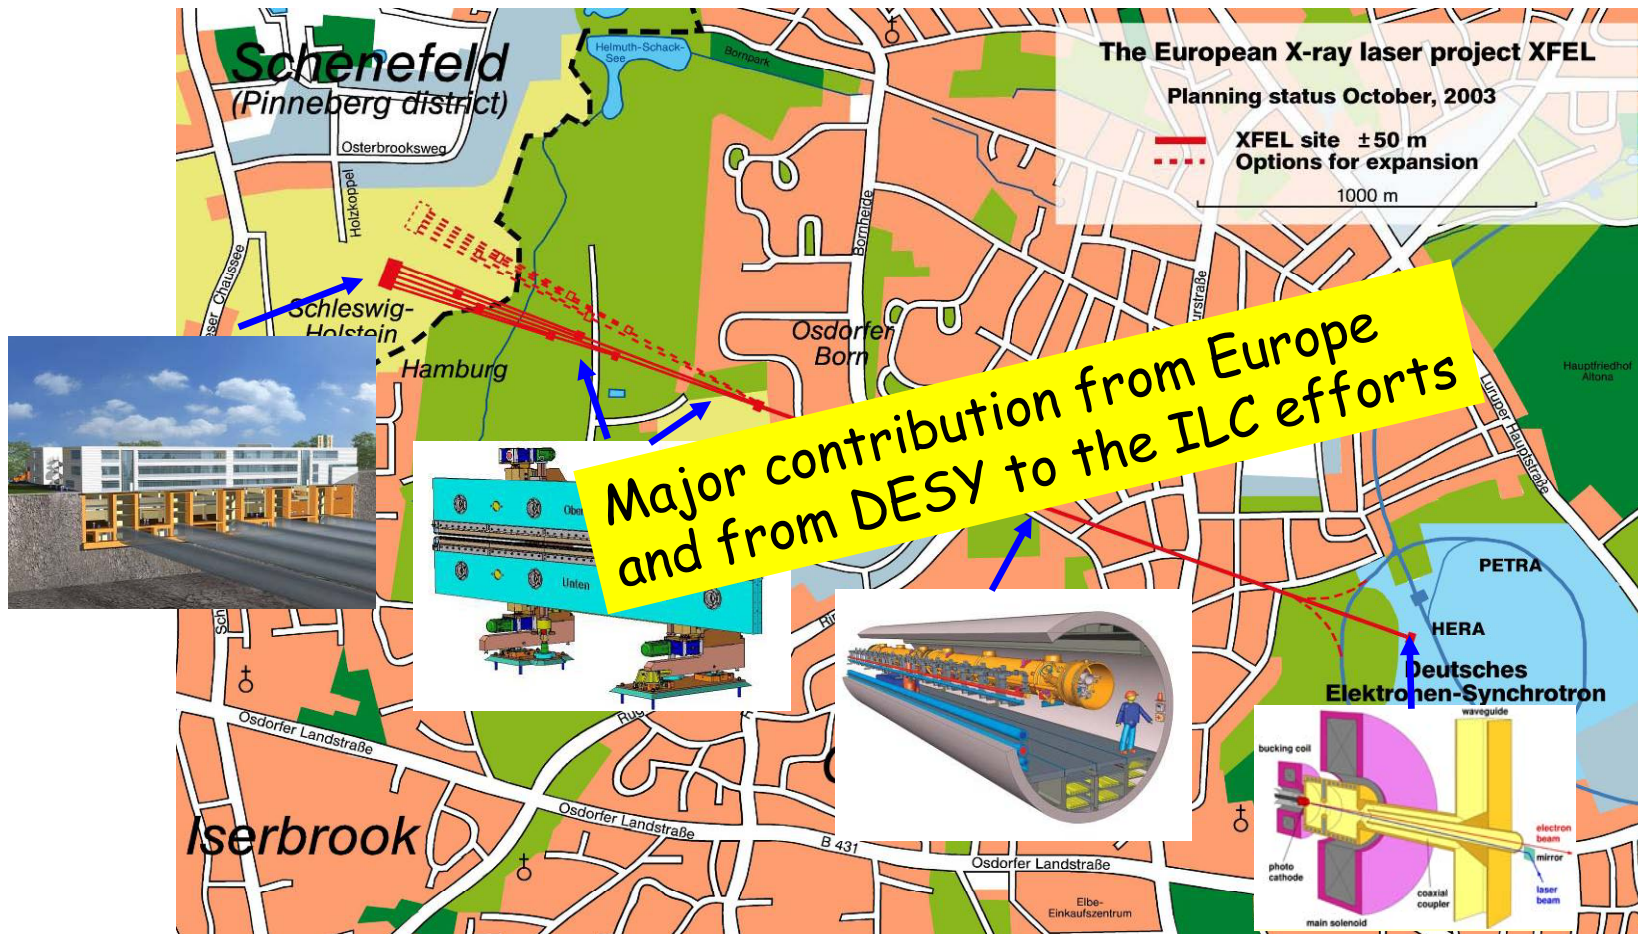 Schenefeld
(Pinneberg district)
Helmuth-Schack-
See
Bornpark
The European X-ray laser project XFEL
Planning status October, 2003
XFEL site ±50 m
Options for expansion
1000 m
Osterbrooksweg
Holzkoppel
Bornheide
Chaussee
Schleswig-
Holstein
Hamburg
Osdorfer
Born
Hauptfriedhof
Altona
Luruper Hauptstraße
Major contribution from Europe
and from DESY to the ILC efforts
Unten
PETRA
HERA
Deutsches
Elektronen-Synchrotron
Osdorfer Landstraße
Osdorfer Landstraße
B 431
Osdorfer Landstraße
Iserbrook
Elbe-
Einkaufszentrum
waveguide
bucking coil
electron
beam
mirror
photo
cathode
laser
beam
coaxial
coupler
main solenoid